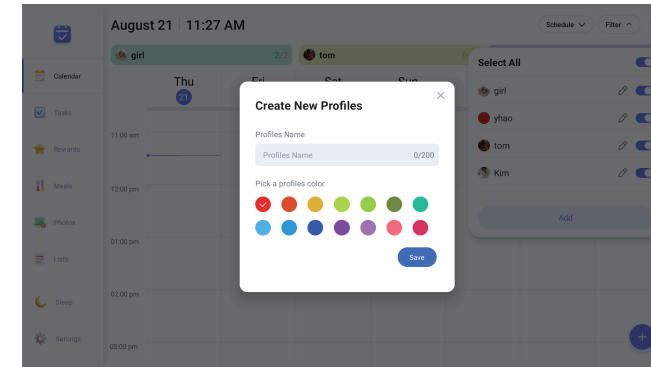 August 21 11:27 AM
Schedule
Filter
girl 2/2
tom
Select All
Calendar
Thu Fri Sat Sun
21
girl
Create New Profiles
Tasks
yhao
11:00 am
Profiles Name
Rewards
tom
Profiles Name 0/200
Kim
Meals
12:00 pm
Pick a profiles color
Photos
Add
01:00 pm
Lists
Save
02:00 pm
Sleep
Settings
03:00 pm